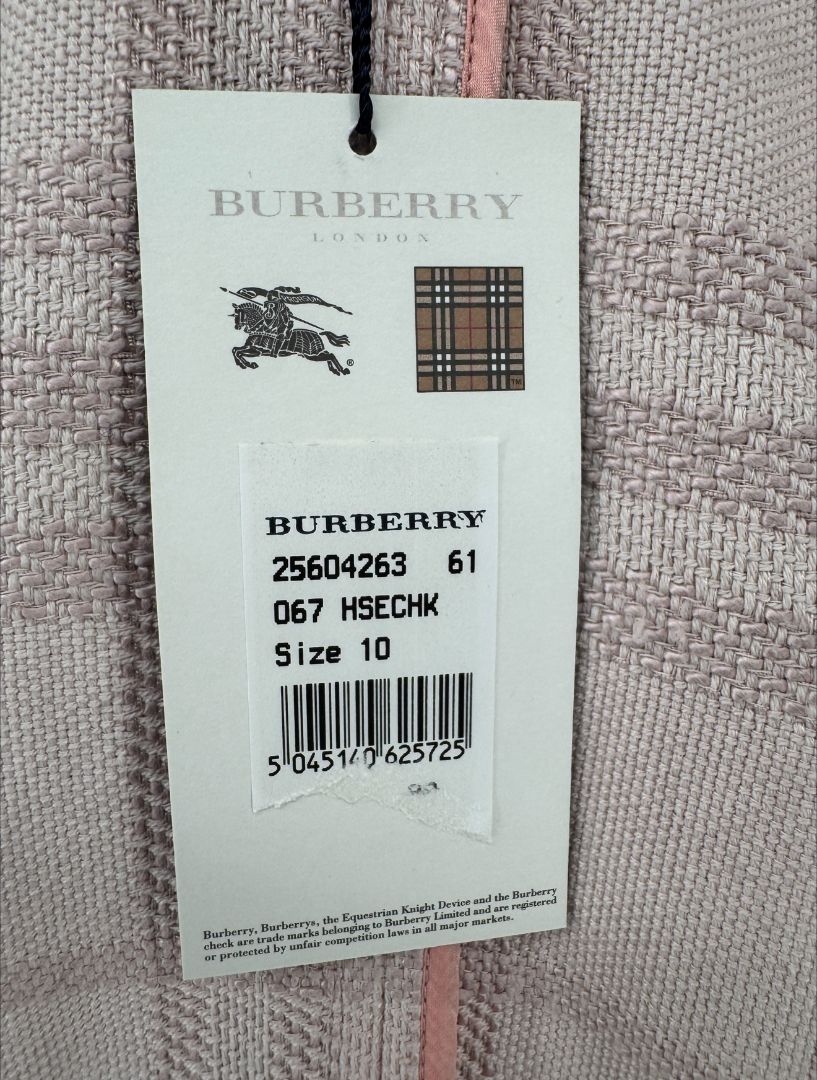 BURBERRY
LONDON
®
TM
BURBERRY
25604263 61
067 HSECHK
Size 10
5 045140 625725
Burberry, Burberrys, the Equestrian Knight Device and the Burberry
check are trade marks belonging to Burberry Limited and are registered
or protected by unfair competition laws in all major markets.